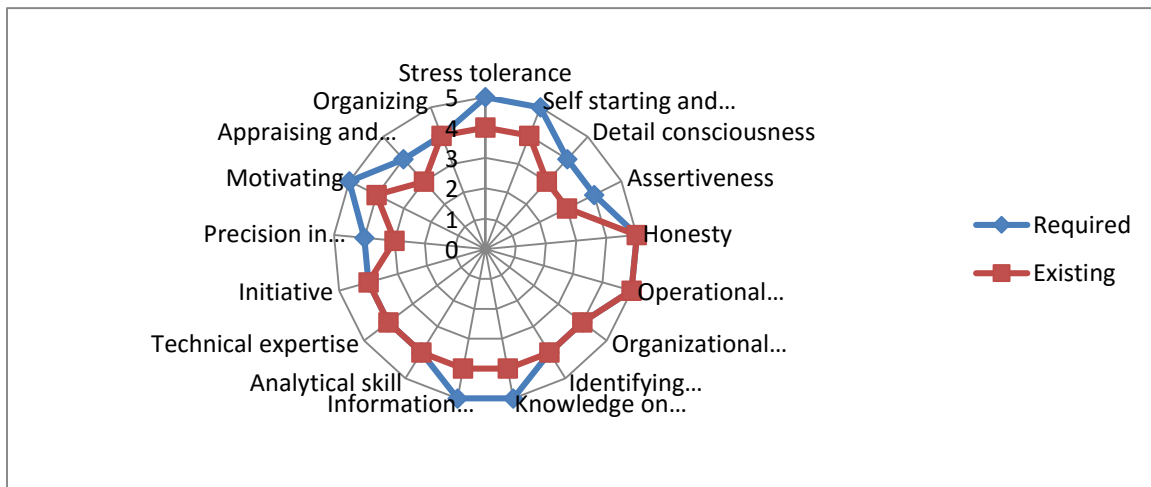 Stress tolerance
Self starting and...
Detail consciousness
Assertiveness
Honesty
Operational...
Organizational...
Identifying...
Knowledge on...
Information...
Analytical skill
Technical expertise
Initiative
Precision in...
Motivating
Appraising and...
Organizing
5
4
3
2
1
0
Required
Existing